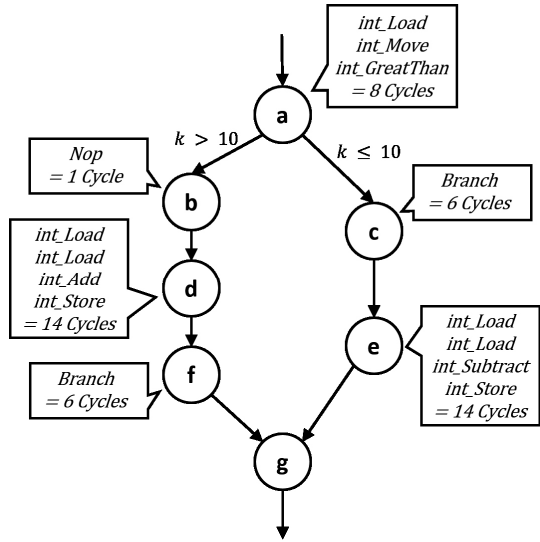 int_Load
int_Move
int_GreatThan
= 8 Cycles
a
k > 10
k ≤ 10
Nop
= 1 Cycle
b
Branch
= 6 Cycles
c
int_Load
int_Load
int_Add
int_Store
= 14 Cycles
d
int_Load
int_Load
int_Subtract
int_Store
= 14 Cycles
e
Branch
= 6 Cycles
f
g